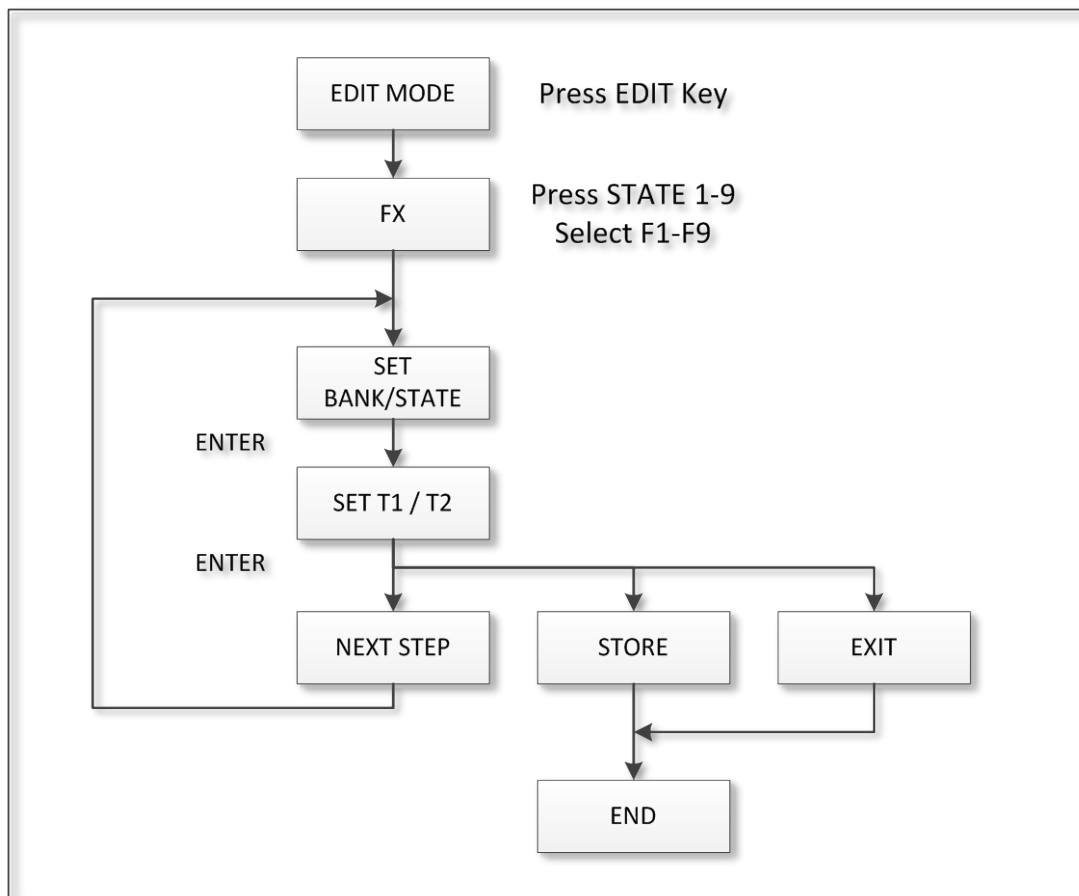 EDIT MODE
Press EDIT Key
FX
Press STATE 1-9
Select F1-F9
SET
BANK/STATE
ENTER
SET T1 / T2
ENTER
NEXT STEP
STORE
EXIT
END